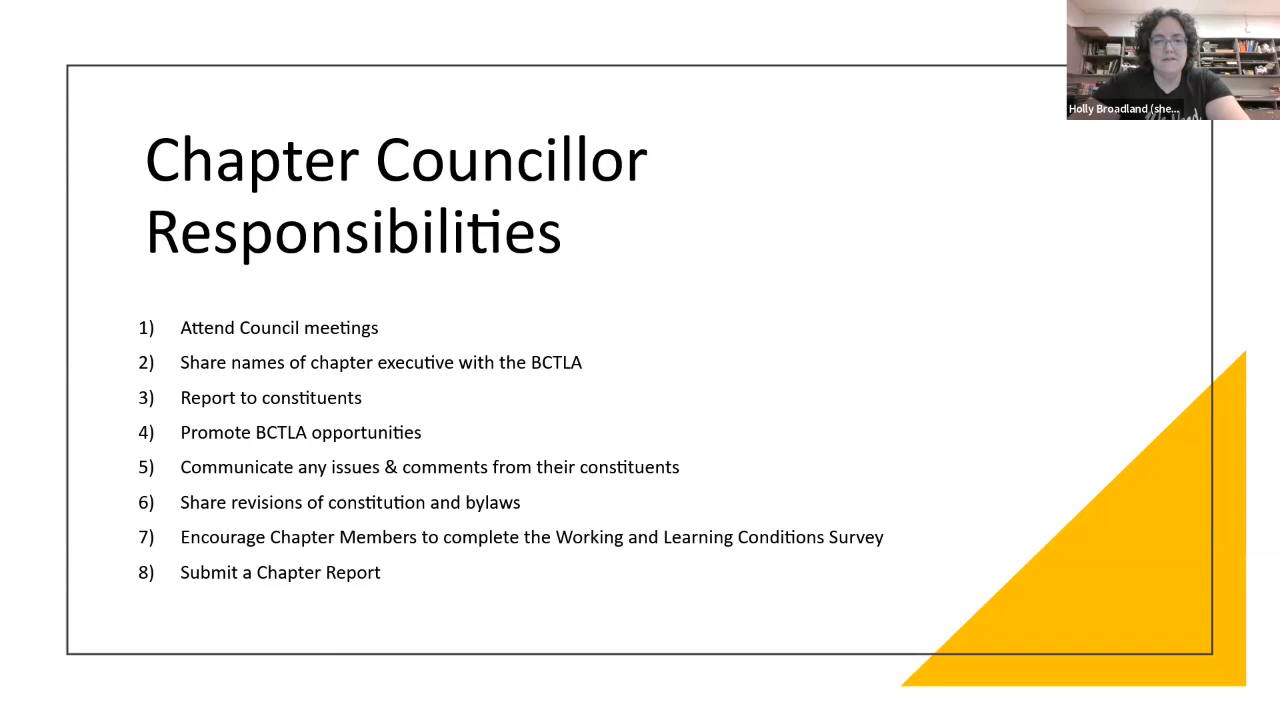 Holly Broadland (she...
Chapter Councillor
Responsibilities
1) Attend Council meetings
2) Share names of chapter executive with the BCTLA
3) Report to constituents
4) Promote BCTLA opportunities
5) Communicate any issues & comments from their constituents
6) Share revisions of constitution and bylaws
7) Encourage Chapter Members to complete the Working and Learning Conditions Survey
8) Submit a Chapter Report